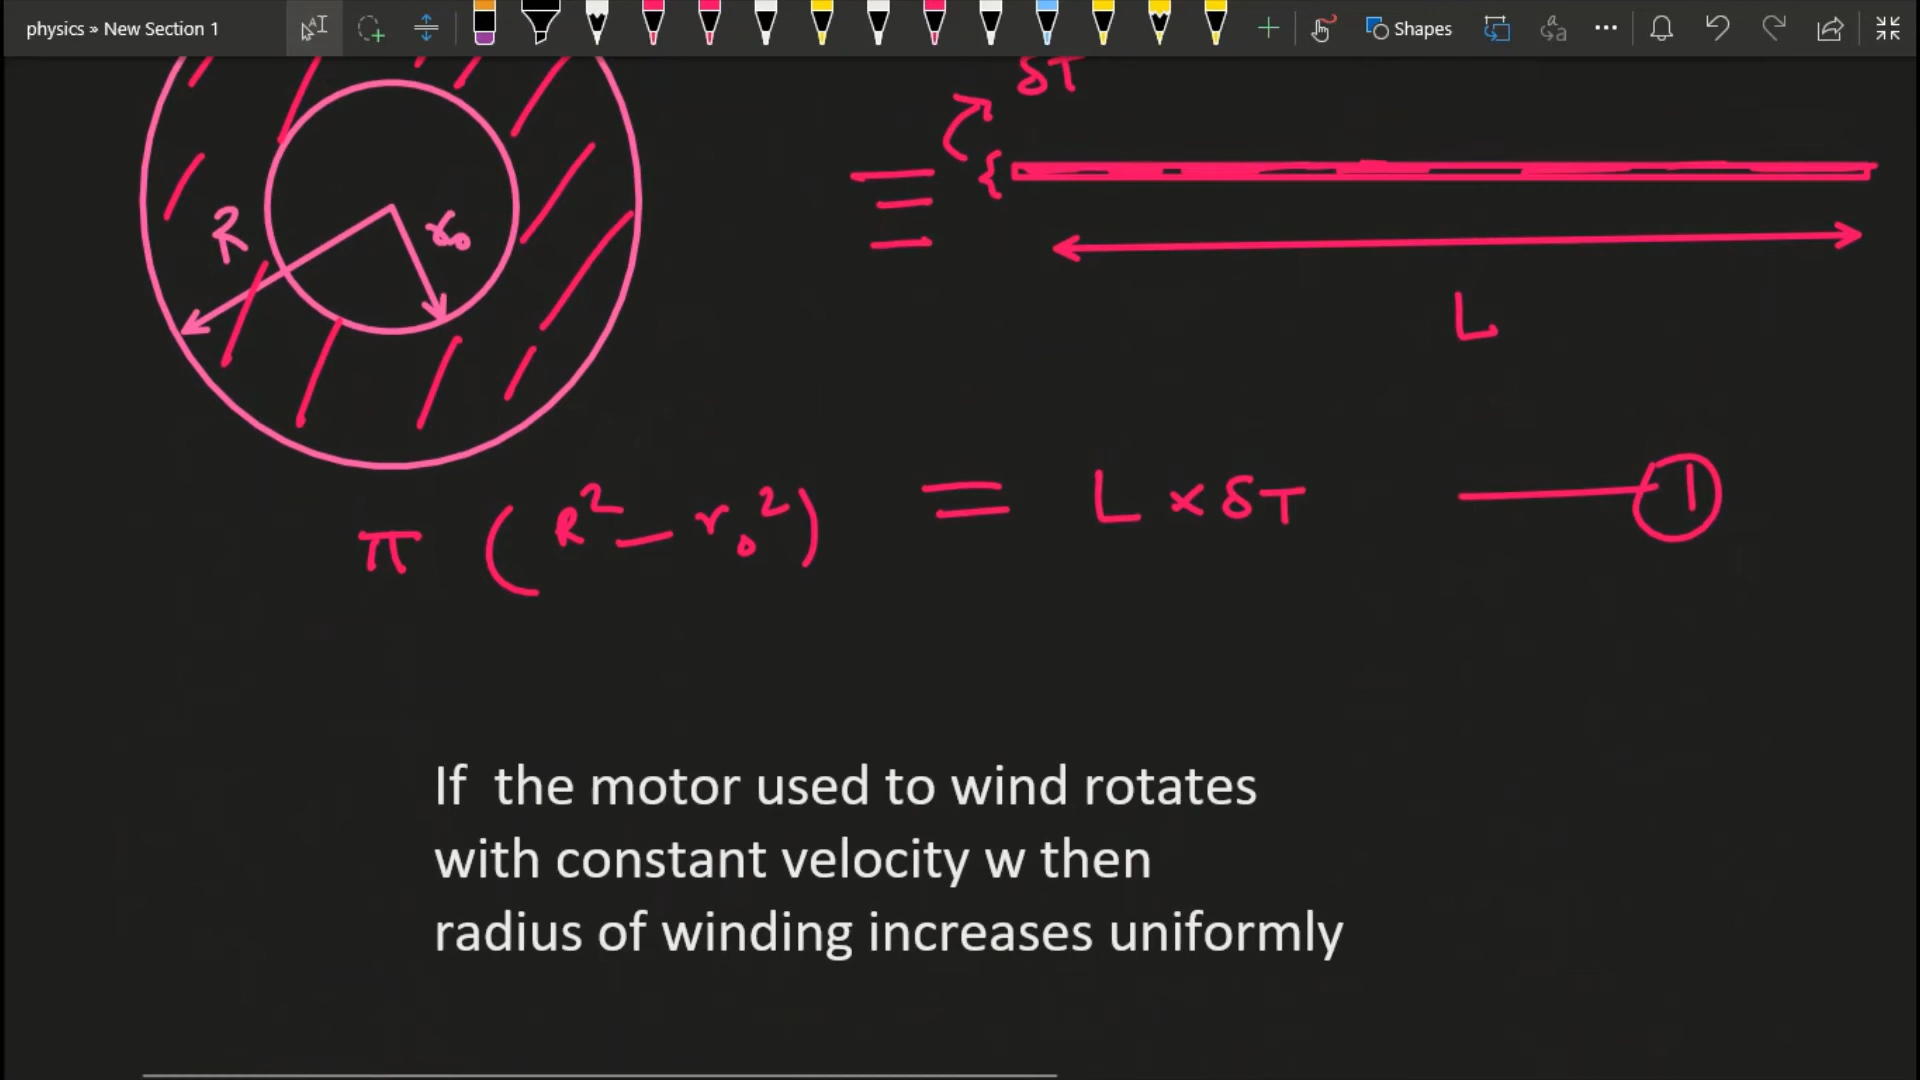 physics » New Section 1
Shapes
δT
R
r₀
L
π (R² – r₀²) = L × δT ① 
If  the motor used to wind rotates
with constant velocity w then
radius of winding increases uniformly